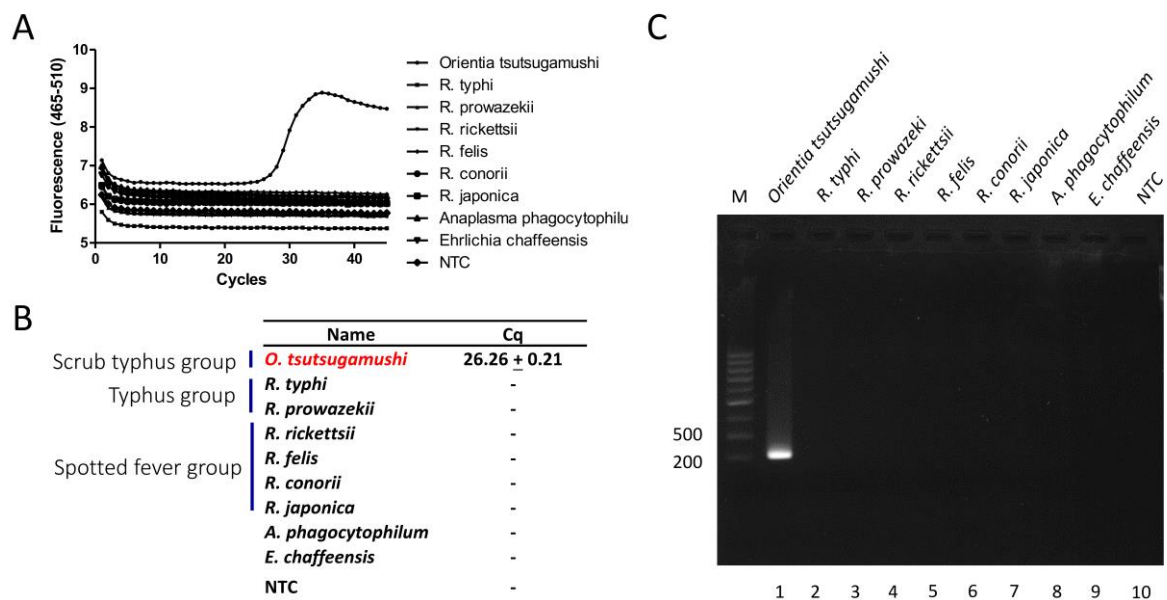 A
Fluorescence (465-510)
10
9
8
7
6
5
0 10 20 30 40
Cycles
Orientia tsutsugamushi
R. typhi
R. prowazekii
R. rickettsii
R. felis
R. conorii
R. japonica
Anaplasma phagocytophilu
Ehrlichia chaffeensis
NTC
B
Name Cq
Scrub typhus group O. tsutsugamushi 26.26 ± 0.21
Typhus group R. typhi -
R. prowazekii -
Spotted fever group R. rickettsii -
R. felis -
R. conorii -
R. japonica -
A. phagocytophilum -
E. chaffeensis -
NTC -
C
M
Orientia tsutsugamushi
R. typhi
R. prowazeki
R. rickettsii
R. felis
R. conorii
R. japonica
A. phagocytophilum
E. chaffeensis
NTC
500
200
1 2 3 4 5 6 7 8 9 10